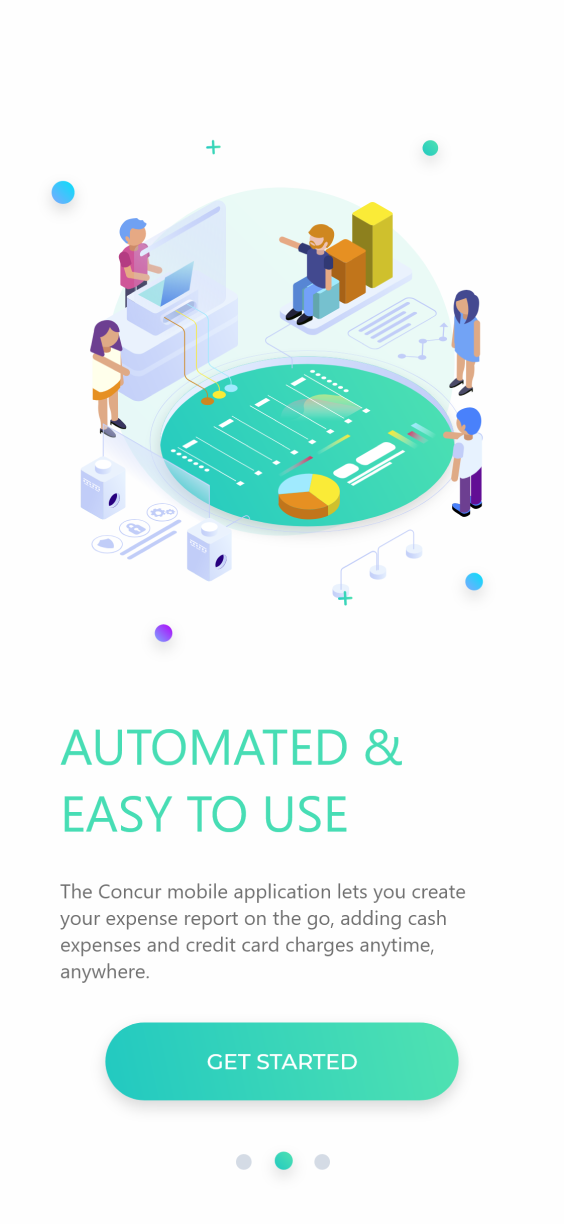 AUTOMATED &
EASY TO USE
The Concur mobile application lets you create
your expense report on the go, adding cash
expenses and credit card charges anytime,
anywhere.
GET STARTED